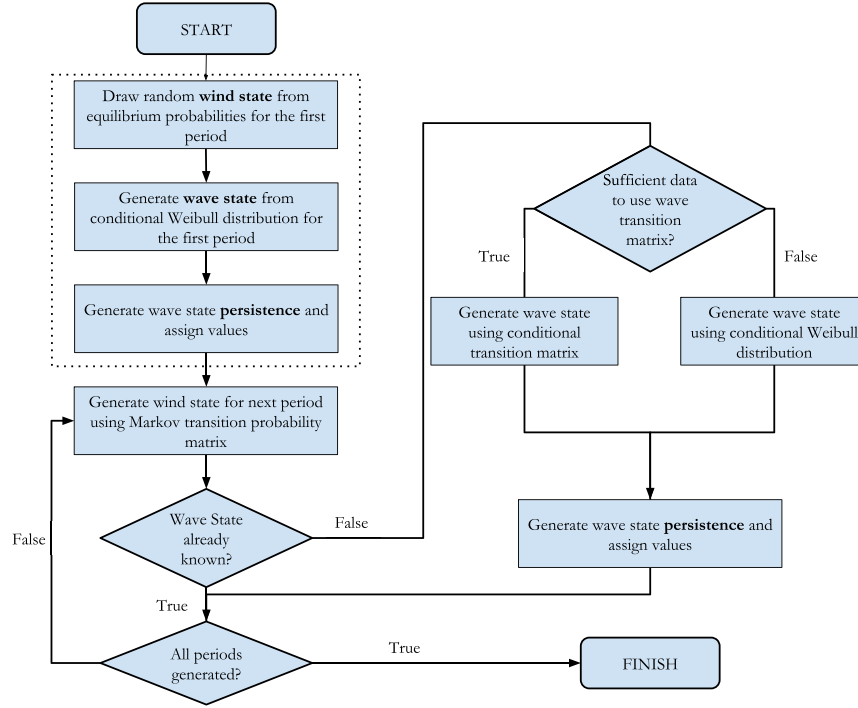 START
Draw random wind state from
equilibrium probabilities for the first
period
Generate wave state from
conditional Weibull distribution for
the first period
Generate wave state persistence and
assign values
Generate wind state for next period
using Markov transition probability
matrix
Wave State
already
known?
False
True
False
All periods
generated?
True
FINISH
Sufficient data
to use wave
transition
matrix?
True
False
Generate wave state
using conditional
transition matrix
Generate wave state
using conditional Weibull
distribution
Generate wave state persistence and
assign values